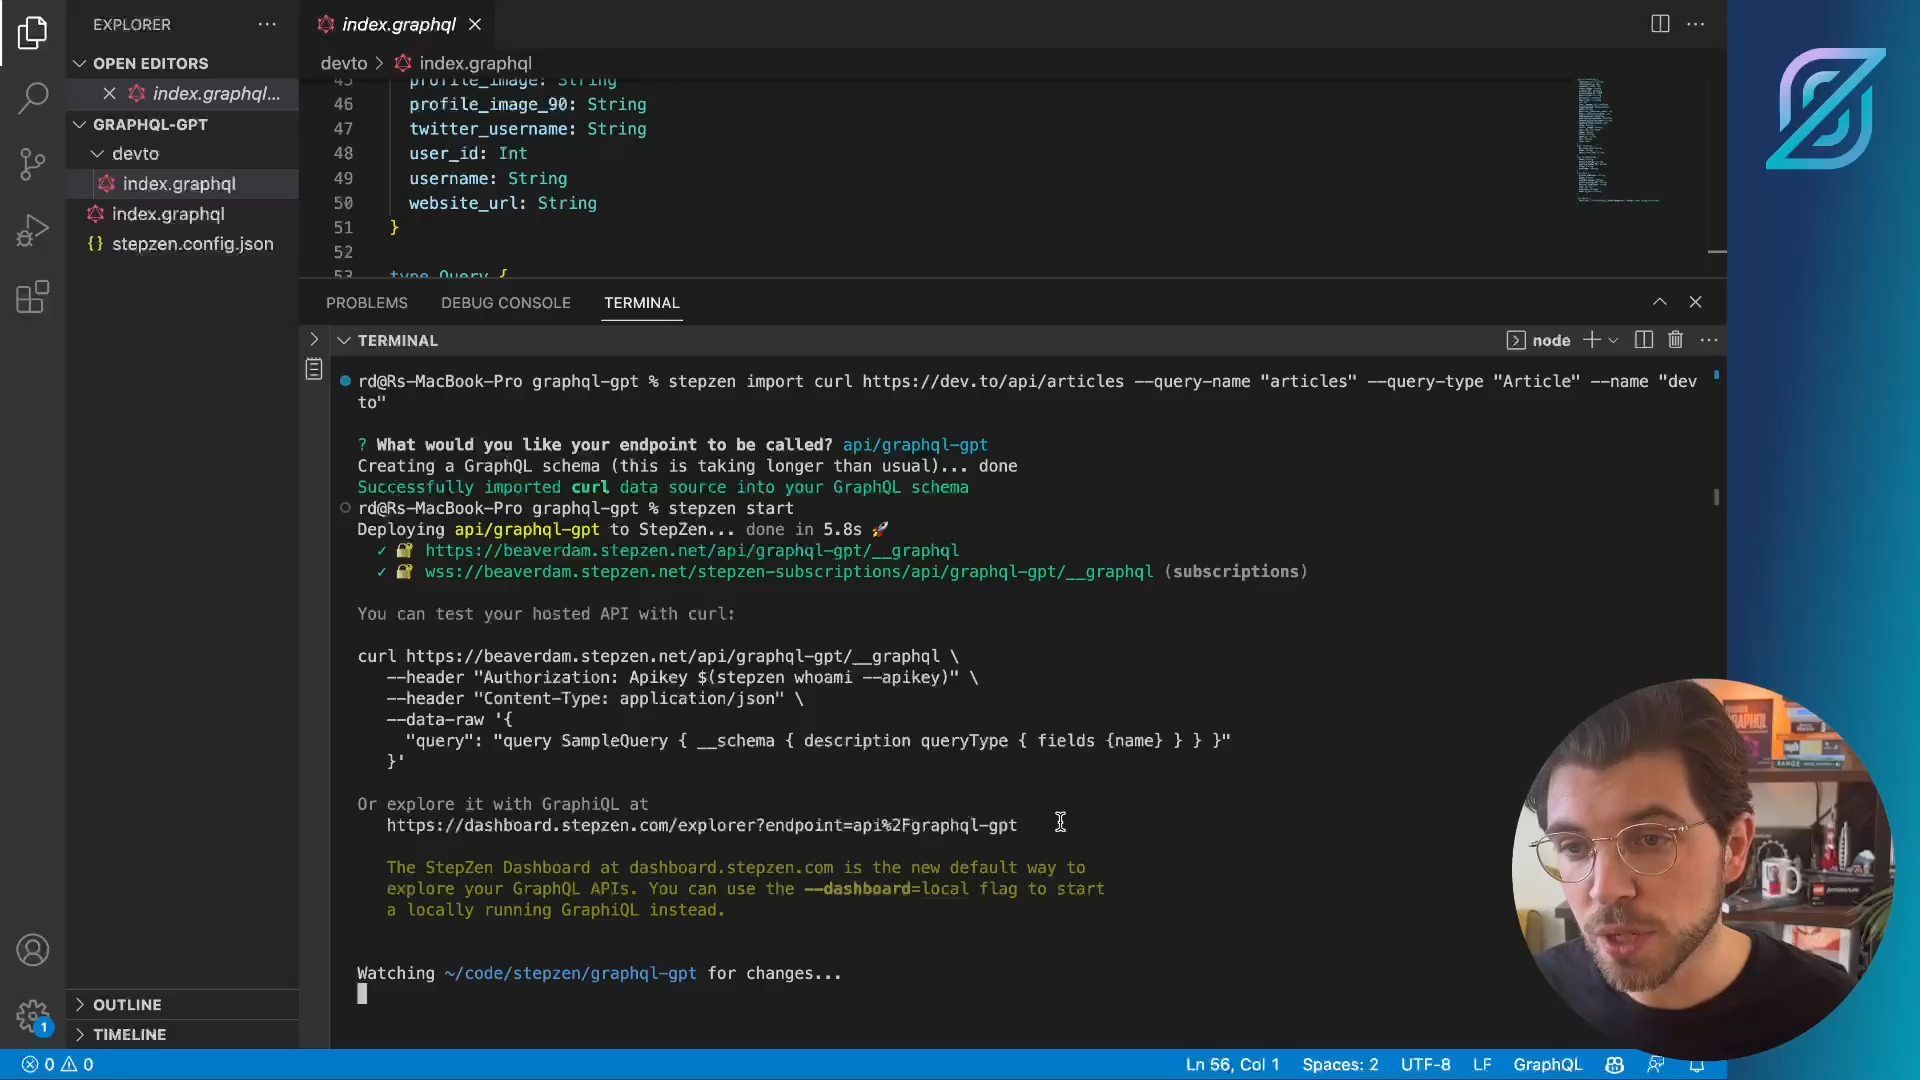 EXPLORER
index.graphql
OPEN EDITORS
devto > index.graphql
index.graphql...
45 profile_image: String
GRAPHQL-GPT
46 profile_image_90: String
devto
47 twitter_username: String
index.graphql
48 user_id: Int
index.graphql
49 username: String
stepzen.config.json
50 website_url: String
51 }
52
53 type Query {
PROBLEMS DEBUG CONSOLE TERMINAL
TERMINAL
node
rd@Rs-MacBook-Pro graphql-gpt % stepzen import curl https://dev.to/api/articles --query-name "articles" --query-type "Article" --name "dev
to"
? What would you like your endpoint to be called? api/graphql-gpt
Creating a GraphQL schema (this is taking longer than usual)... done
Successfully imported curl data source into your GraphQL schema
rd@Rs-MacBook-Pro graphql-gpt % stepzen start
Deploying api/graphql-gpt to StepZen... done in 5.8s 🚀
✓ 🔐 https://beaverdam.stepzen.net/api/graphql-gpt/__graphql
✓ 🔐 wss://beaverdam.stepzen.net/stepzen-subscriptions/api/graphql-gpt/__graphql (subscriptions)
You can test your hosted API with curl:
curl https://beaverdam.stepzen.net/api/graphql-gpt/__graphql \
--header "Authorization: Apikey $(stepzen whoami --apikey)" \
--header "Content-Type: application/json" \
--data-raw '{
"query": "query SampleQuery { __schema { description queryType { fields {name} } } }"
}'
Or explore it with GraphiQL at
https://dashboard.stepzen.com/explorer?endpoint=api%2Fgraphql-gpt
The StepZen Dashboard at dashboard.stepzen.com is the new default way to
explore your GraphQL APIs. You can use the --dashboard=local flag to start
a locally running GraphiQL instead.
Watching ~/code/stepzen/graphql-gpt for changes...
OUTLINE
1
TIMELINE
0 0
Ln 56, Col 1 Spaces: 2 UTF-8 LF GraphQL